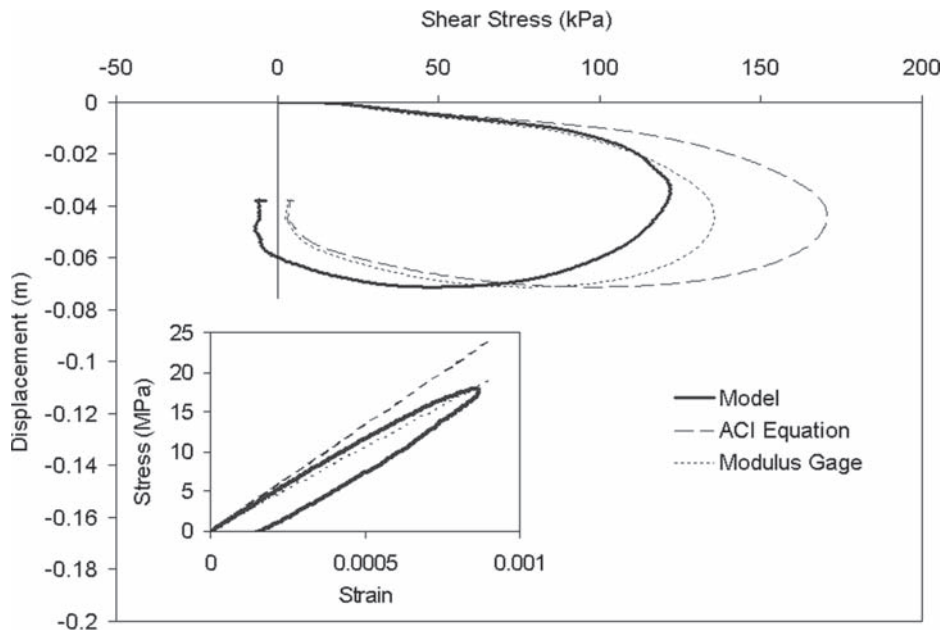 Shear Stress (kPa)
-50 0 50 100 150 200
Displacement (m)
0
-0.02
-0.04
-0.06
-0.08
-0.1
-0.12
-0.14
-0.16
-0.18
-0.2
Stress (MPa)
25
20
15
10
5
0
0 0.0005 0.001
Strain
Model
ACI Equation
Modulus Gage